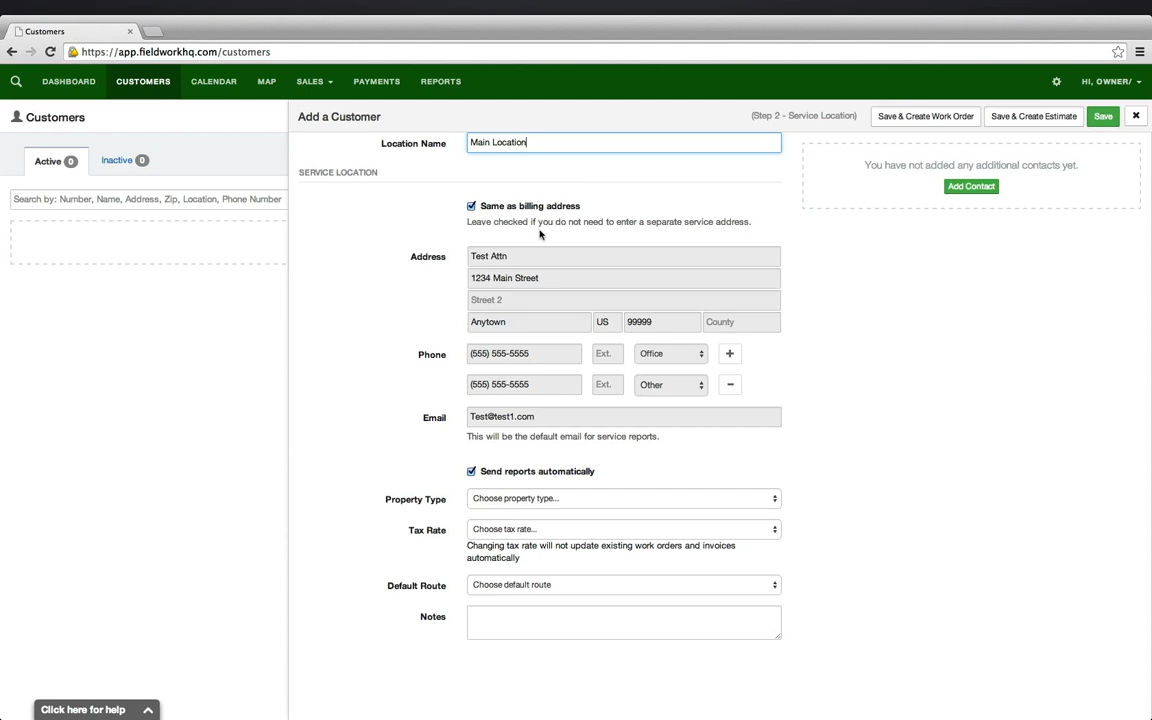 Customers
https://app.fieldworkhq.com/customers
DASHBOARD CUSTOMERS CALENDAR MAP SALES PAYMENTS REPORTS HI, OWNER/
Customers
Add a Customer (Step 2 - Service Location) Save & Create Work Order Save & Create Estimate Save
Active 0 Inactive 0
Search by: Number, Name, Address, Zip, Location, Phone Number
Location Name Main Location
SERVICE LOCATION
Same as billing address
Leave checked if you do not need to enter a separate service address.
Address Test Attn
1234 Main Street
Street 2
Anytown US 99999 County
Phone (555) 555-5555 Ext. Office +
(555) 555-5555 Ext. Other -
Email Test@test1.com
This will be the default email for service reports.
Send reports automatically
Property Type Choose property type...
Tax Rate Choose tax rate...
Changing tax rate will not update existing work orders and invoices
automatically
Default Route Choose default route
Notes
You have not added any additional contacts yet.
Add Contact
Click here for help